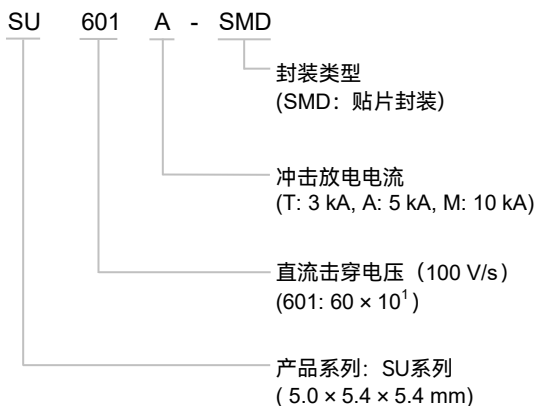 SU 601 A - SMD
封装类型
(SMD：贴片封装)
冲击放电电流
(T: 3 kA, A: 5 kA, M: 10 kA)
直流击穿电压（100 V/s）
(601: 60 × 10¹)
产品系列：SU系列
( 5.0 × 5.4 × 5.4 mm)